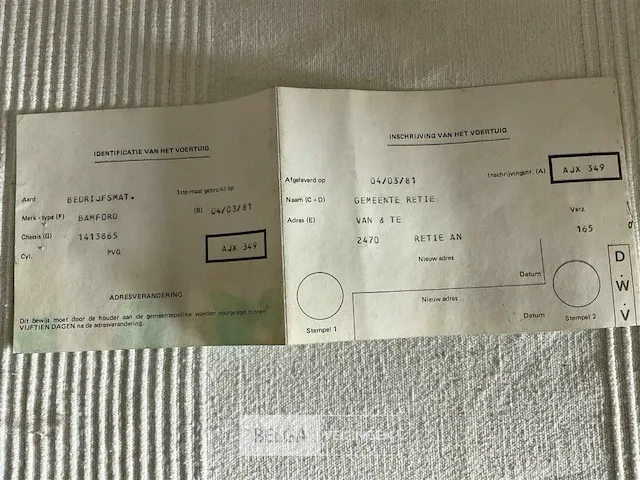 IDENTIFICATIE VAN HET VOERTUIG
Aard BEDRIJFSMAT.
1ste maal gebruikt op
Merk - type (F) BAMFORD
(B) 04/03/81
Chassis (G) 1413865
AJX 349
Cyl. PVG
ADRESVERANDERING
Dit bewijs moet door de houder aan de gemeentepolitie worden voorgelegd binnen
VIJFTIEN DAGEN na de adresverandering.
INSCHRIJVING VAN HET VOERTUIG
Afgeleverd op 04/03/81
Inschrijvingsnr. (A) AJX 349
Naam (C + D) GEMEENTE RETIE
Adres (E) VAN & TE
Verz.
2470 RETIE AN
165
Nieuw adres
Datum
Nieuw adres
Datum
Stempel 1
Stempel 2
D
.
W
.
V
BELGA
VEILINGEN